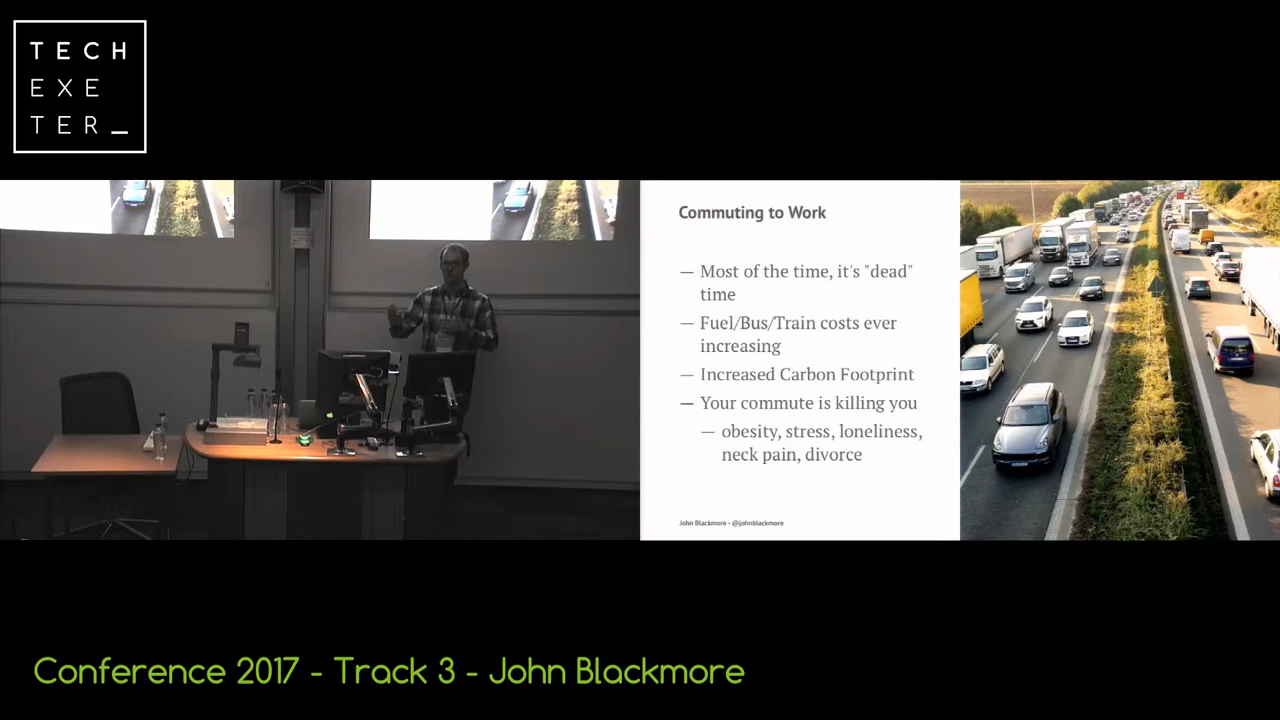 TECH
EXE
TER_
Commuting to Work
— Most of the time, it's "dead"
time
— Fuel/Bus/Train costs ever
increasing
— Increased Carbon Footprint
— Your commute is killing you
— obesity, stress, loneliness,
neck pain, divorce
John Blackmore - @johnblackmore
Conference 2017 - Track 3 - John Blackmore